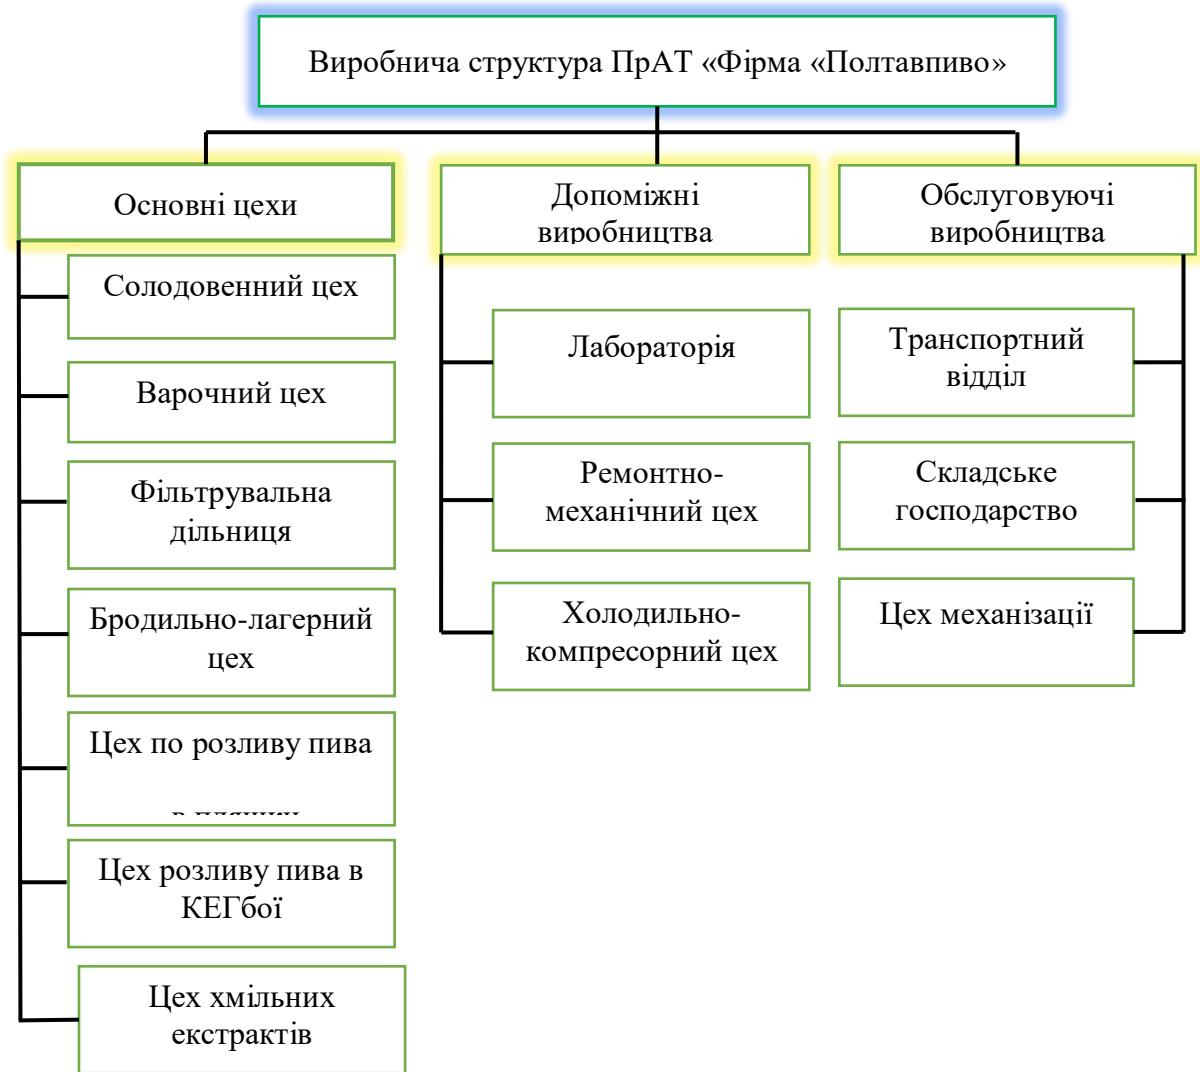 Виробнича структура ПрАТ «Фірма «Полтавпиво»
Основні цехи
Солодовенний цех
Варочний цех
Фільтрувальна
дільниця
Бродильно-лагерний
цех
Цех по розливу пива
Цех розливу пива в
КЕГбої
Цех хмільних
екстрактів
Допоміжні
виробництва
Лабораторія
Ремонтно-
механічний цех
Холодильно-
компресорний цех
Обслуговуючі
виробництва
Транспортний
відділ
Складське
господарство
Цех механізації